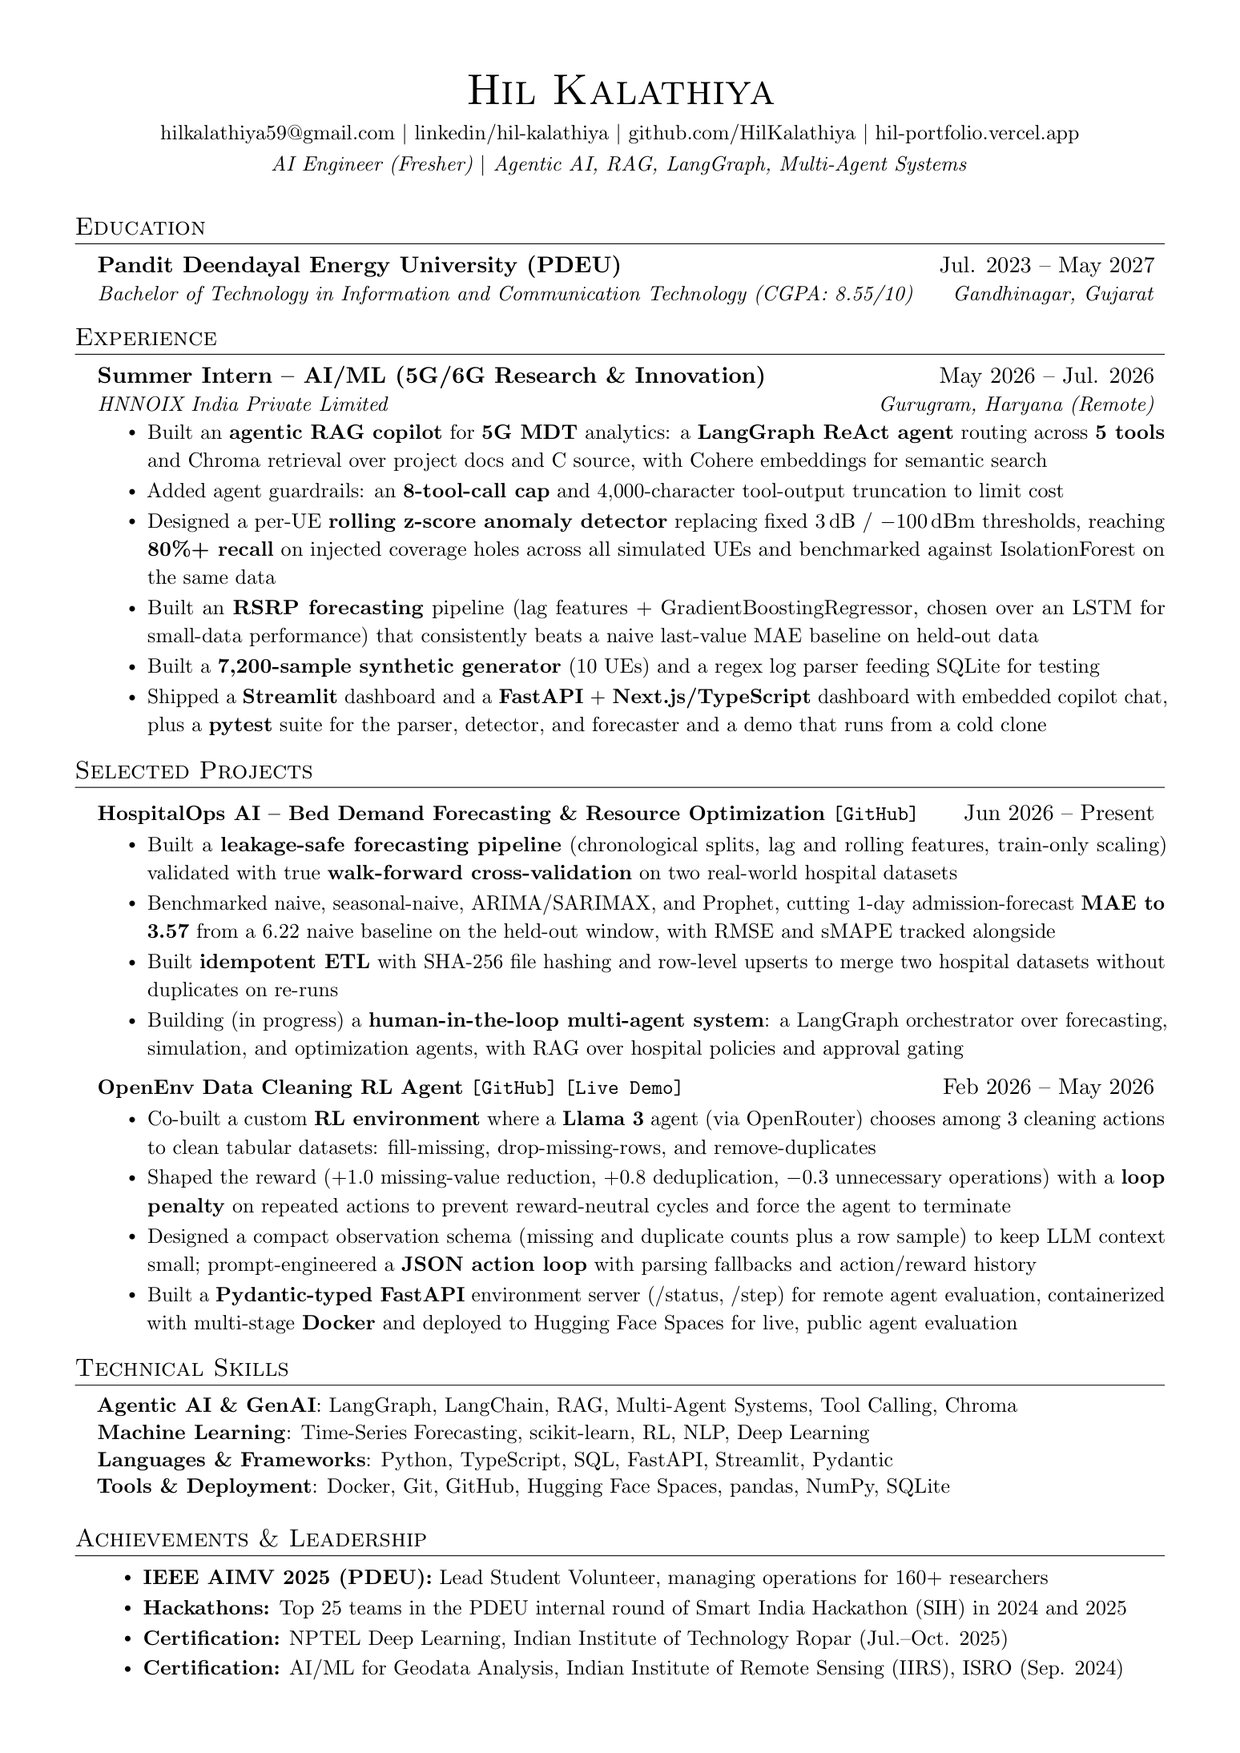 Hil Kalathiya
hilkalathiya59@gmail.com | linkedin/hil-kalathiya | github.com/HilKalathiya | hil-portfolio.vercel.app
AI Engineer (Fresher) | Agentic AI, RAG, LangGraph, Multi-Agent Systems
Education
Pandit Deendayal Energy University (PDEU) Jul. 2023 – May 2027
Bachelor of Technology in Information and Communication Technology (CGPA: 8.55/10) Gandhinagar, Gujarat
Experience
Summer Intern – AI/ML (5G/6G Research & Innovation) May 2026 – Jul. 2026
HNNOIX India Private Limited Gurugram, Haryana (Remote)
• Built an agentic RAG copilot for 5G MDT analytics: a LangGraph ReAct agent routing across 5 tools
and Chroma retrieval over project docs and C source, with Cohere embeddings for semantic search
• Added agent guardrails: an 8-tool-call cap and 4,000-character tool-output truncation to limit cost
• Designed a per-UE rolling z-score anomaly detector replacing fixed 3 dB / −100 dBm thresholds, reaching
80%+ recall on injected coverage holes across all simulated UEs and benchmarked against IsolationForest on
the same data
• Built an RSRP forecasting pipeline (lag features + GradientBoostingRegressor, chosen over an LSTM for
small-data performance) that consistently beats a naive last-value MAE baseline on held-out data
• Built a 7,200-sample synthetic generator (10 UEs) and a regex log parser feeding SQLite for testing
• Shipped a Streamlit dashboard and a FastAPI + Next.js/TypeScript dashboard with embedded copilot chat,
plus a pytest suite for the parser, detector, and forecaster and a demo that runs from a cold clone
Selected Projects
HospitalOps AI – Bed Demand Forecasting & Resource Optimization [GitHub] Jun 2026 – Present
• Built a leakage-safe forecasting pipeline (chronological splits, lag and rolling features, train-only scaling)
validated with true walk-forward cross-validation on two real-world hospital datasets
• Benchmarked naive, seasonal-naive, ARIMA/SARIMAX, and Prophet, cutting 1-day admission-forecast MAE to
3.57 from a 6.22 naive baseline on the held-out window, with RMSE and sMAPE tracked alongside
• Built idempotent ETL with SHA-256 file hashing and row-level upserts to merge two hospital datasets without
duplicates on re-runs
• Building (in progress) a human-in-the-loop multi-agent system: a LangGraph orchestrator over forecasting,
simulation, and optimization agents, with RAG over hospital policies and approval gating
OpenEnv Data Cleaning RL Agent [GitHub] [Live Demo] Feb 2026 – May 2026
• Co-built a custom RL environment where a Llama 3 agent (via OpenRouter) chooses among 3 cleaning actions
to clean tabular datasets: fill-missing, drop-missing-rows, and remove-duplicates
• Shaped the reward (+1.0 missing-value reduction, +0.8 deduplication, −0.3 unnecessary operations) with a loop
penalty on repeated actions to prevent reward-neutral cycles and force the agent to terminate
• Designed a compact observation schema (missing and duplicate counts plus a row sample) to keep LLM context
small; prompt-engineered a JSON action loop with parsing fallbacks and action/reward history
• Built a Pydantic-typed FastAPI environment server (/status, /step) for remote agent evaluation, containerized
with multi-stage Docker and deployed to Hugging Face Spaces for live, public agent evaluation
Technical Skills
Agentic AI & GenAI: LangGraph, LangChain, RAG, Multi-Agent Systems, Tool Calling, Chroma
Machine Learning: Time-Series Forecasting, scikit-learn, RL, NLP, Deep Learning
Languages & Frameworks: Python, TypeScript, SQL, FastAPI, Streamlit, Pydantic
Tools & Deployment: Docker, Git, GitHub, Hugging Face Spaces, pandas, NumPy, SQLite
Achievements & Leadership
• IEEE AIMV 2025 (PDEU): Lead Student Volunteer, managing operations for 160+ researchers
• Hackathons: Top 25 teams in the PDEU internal round of Smart India Hackathon (SIH) in 2024 and 2025
• Certification: NPTEL Deep Learning, Indian Institute of Technology Ropar (Jul.–Oct. 2025)
• Certification: AI/ML for Geodata Analysis, Indian Institute of Remote Sensing (IIRS), ISRO (Sep. 2024)